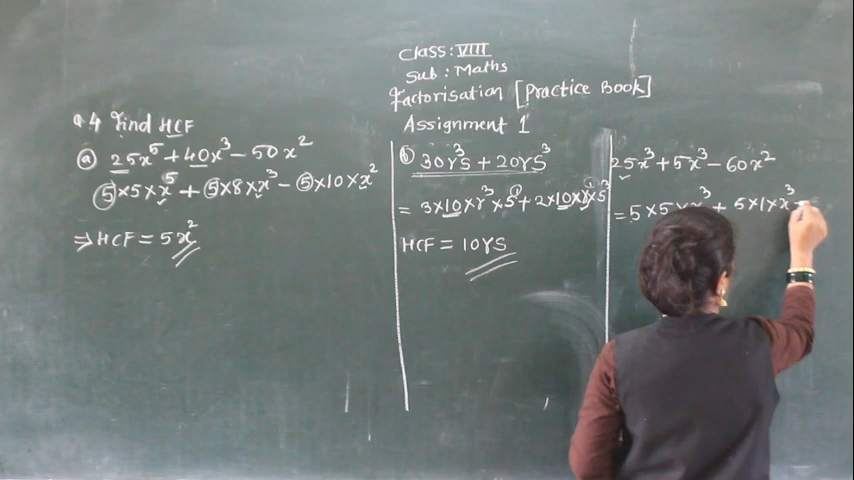 Class: VIII
Sub: Maths
Factorisation [Practice Book]
Assignment 1
Q.4 Find HCF
(a) 25x⁵ + 40x³ - 50x²
5×5×x⁵ + 5×8×x³ - 5×10×x²
⇒ HCF = 5x²
(b) 30r³s + 20rs³
= 3×10×r³×s¹ + 2×10×r¹×s³
HCF = 10rs
25x³ + 5x³ - 60x²
= 5×5×x³ + 5×1×x³ -